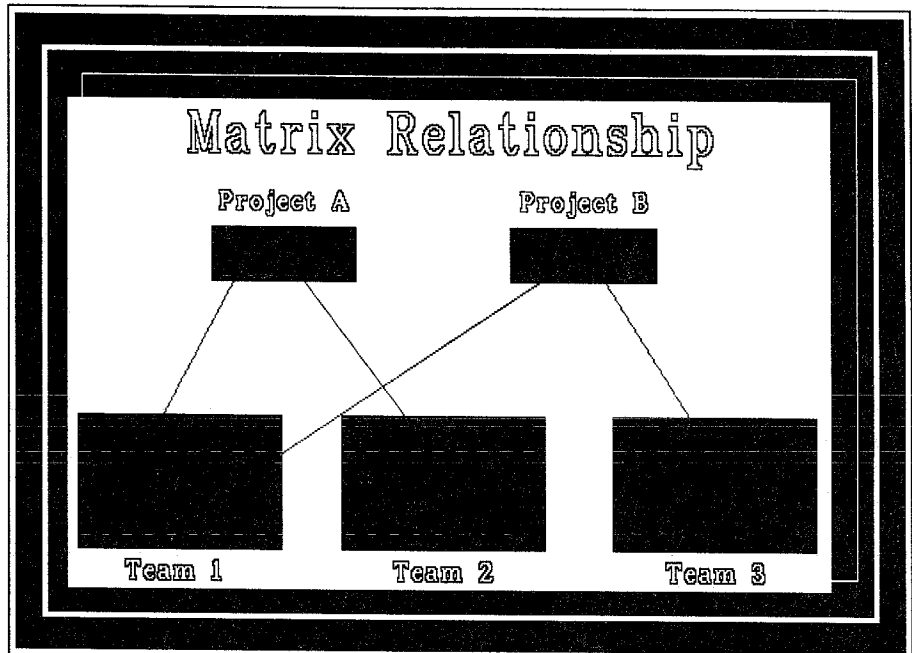 Matrix Relationship
Project A
Project B
Team 1
Team 2
Team 3